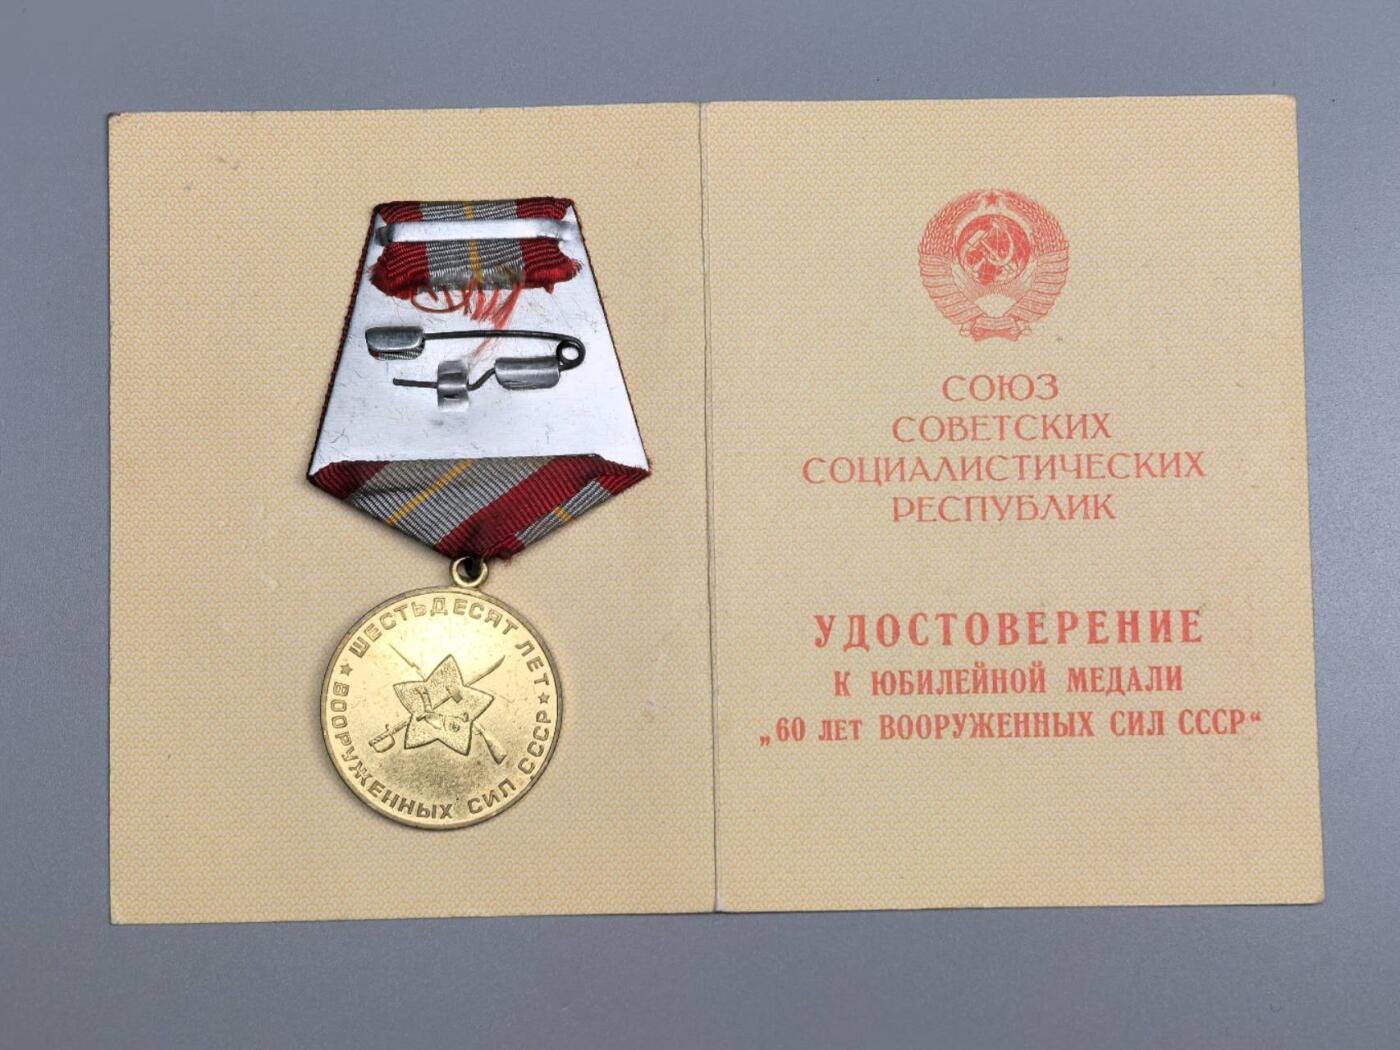 ★ ШЕСТЬДЕСЯТ ЛЕТ ★
ВООРУЖЕННЫХ СИЛ СССР
СОЮЗ
СОВЕТСКИХ
СОЦИАЛИСТИЧЕСКИХ
РЕСПУБЛИК
УДОСТОВЕРЕНИЕ
К ЮБИЛЕЙНОЙ МЕДАЛИ
„60 ЛЕТ ВООРУЖЕННЫХ СИЛ СССР“